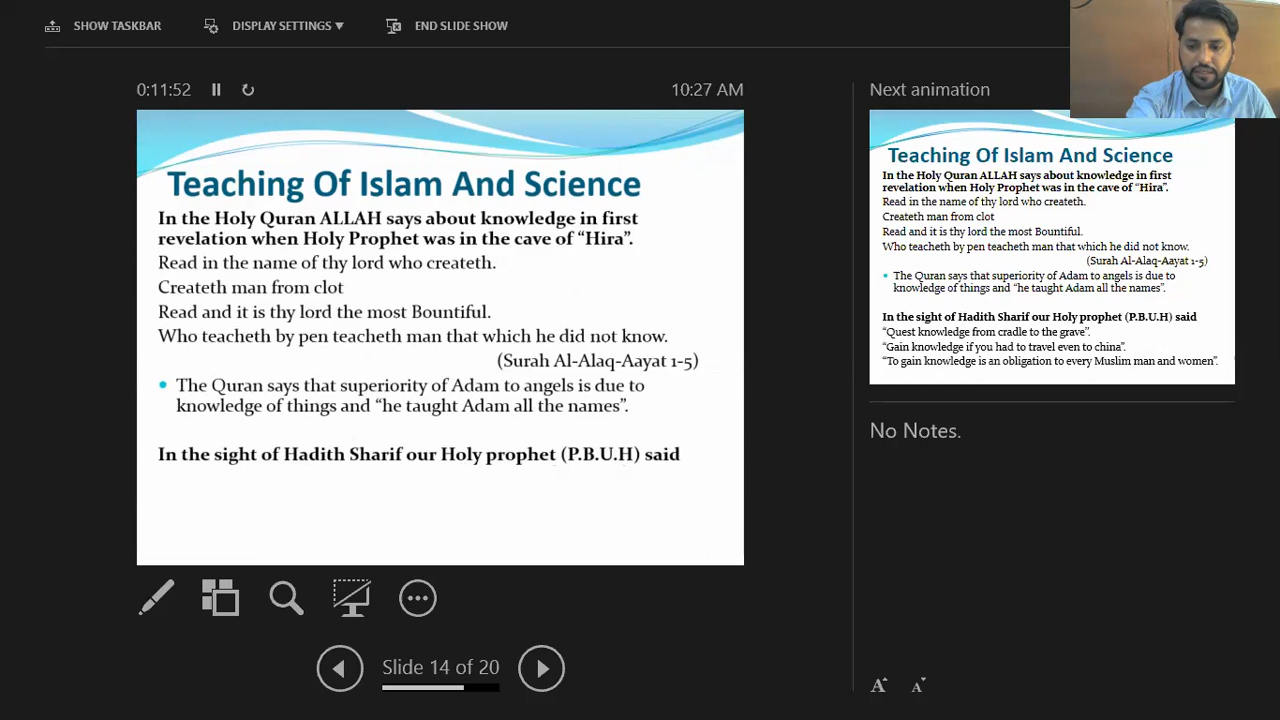 SHOW TASKBAR
DISPLAY SETTINGS ▼
END SLIDE SHOW
0:11:52
10:27 AM
Teaching Of Islam And Science
In the Holy Quran ALLAH says about knowledge in first
revelation when Holy Prophet was in the cave of “Hira”.
Read in the name of thy lord who createth.
Createth man from clot
Read and it is thy lord the most Bountiful.
Who teacheth by pen teacheth man that which he did not know.
(Surah Al-Alaq-Aayat 1-5)
• The Quran says that superiority of Adam to angels is due to
knowledge of things and “he taught Adam all the names”.
In the sight of Hadith Sharif our Holy prophet (P.B.U.H) said
Slide 14 of 20
Next animation
Teaching Of Islam And Science
In the Holy Quran ALLAH says about knowledge in first
revelation when Holy Prophet was in the cave of “Hira”.
Read in the name of thy lord who createth.
Createth man from clot
Read and it is thy lord the most Bountiful.
Who teacheth by pen teacheth man that which he did not know.
(Surah Al-Alaq-Aayat 1-5)
• The Quran says that superiority of Adam to angels is due to
knowledge of things and “he taught Adam all the names”.
In the sight of Hadith Sharif our Holy prophet (P.B.U.H) said
“Quest knowledge from cradle to the grave”.
“Gain knowledge if you had to travel even to china”.
“To gain knowledge is an obligation to every Muslim man and women”.
No Notes.
A A